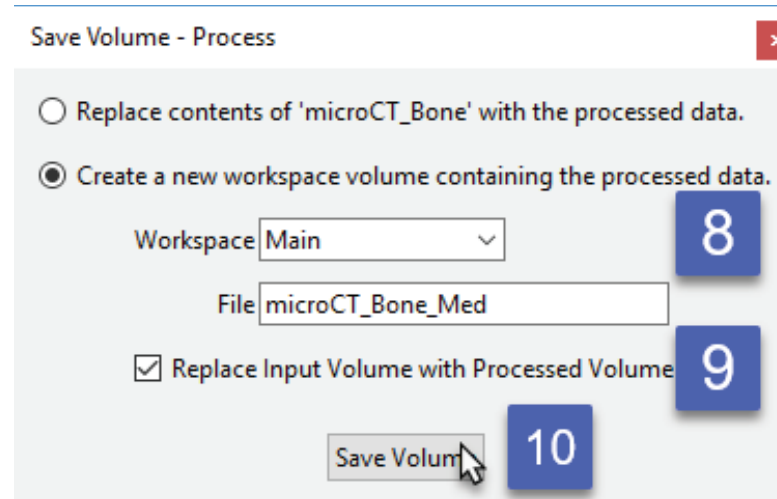 Save Volume - Process
×
Replace contents of 'microCT_Bone' with the processed data.
Create a new workspace volume containing the processed data.
Workspace Main
8
File microCT_Bone_Med
Replace Input Volume with Processed Volume
9
Save Volum
10